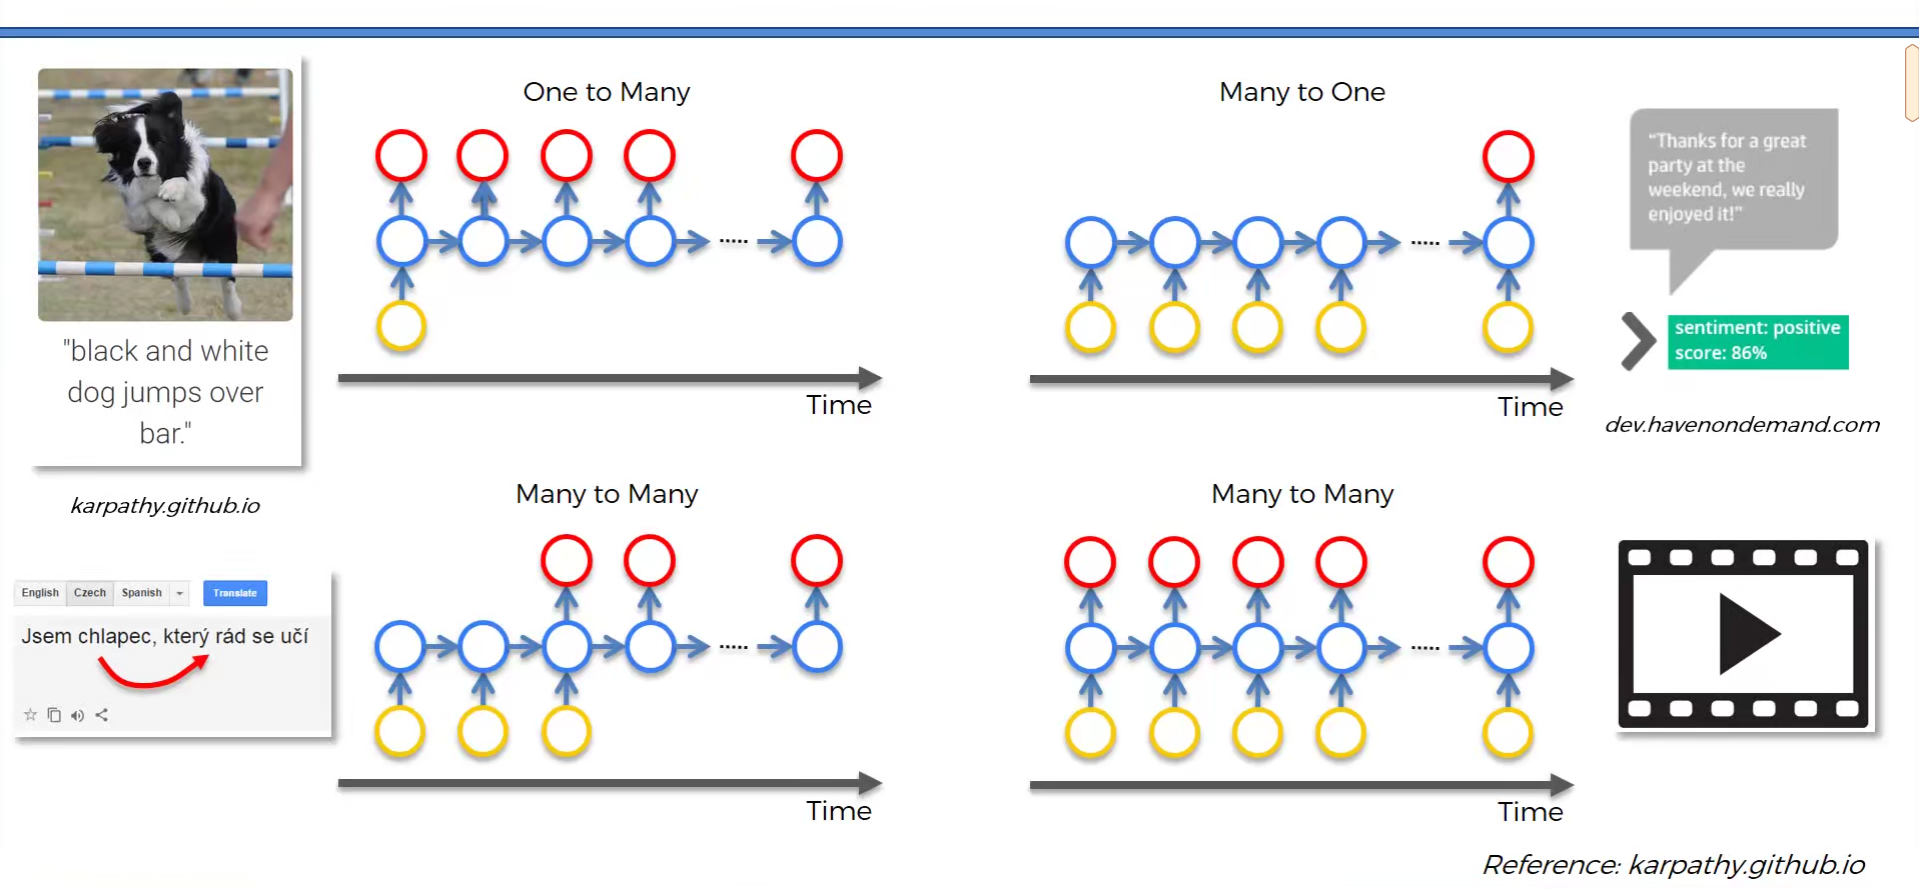 One to Many
"black and white
dog jumps over
bar."
karpathy.github.io
Time
Many to One
"Thanks for a great
party at the
weekend, we really
enjoyed it!"
sentiment: positive
score: 86%
dev.havenondemand.com
Time
Many to Many
English Czech Spanish Translate
Jsem chlapec, který rád se učí
Time
Many to Many
Time
Reference: karpathy.github.io